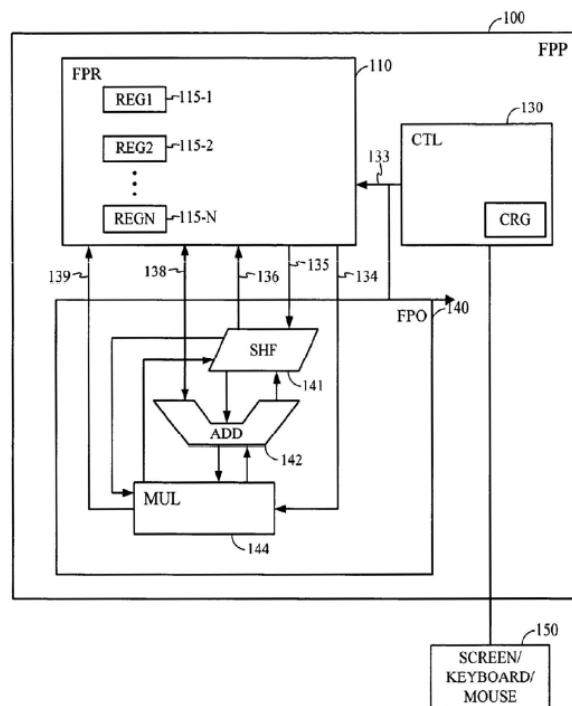 100
FPP
110
FPR
REG1
115-1
REG2
115-2
REGN
115-N
130
CTL
CRG
133
139
138
136
135
134
FPO
140
SHF
141
ADD
142
MUL
144
150
SCREEN/
KEYBOARD/
MOUSE